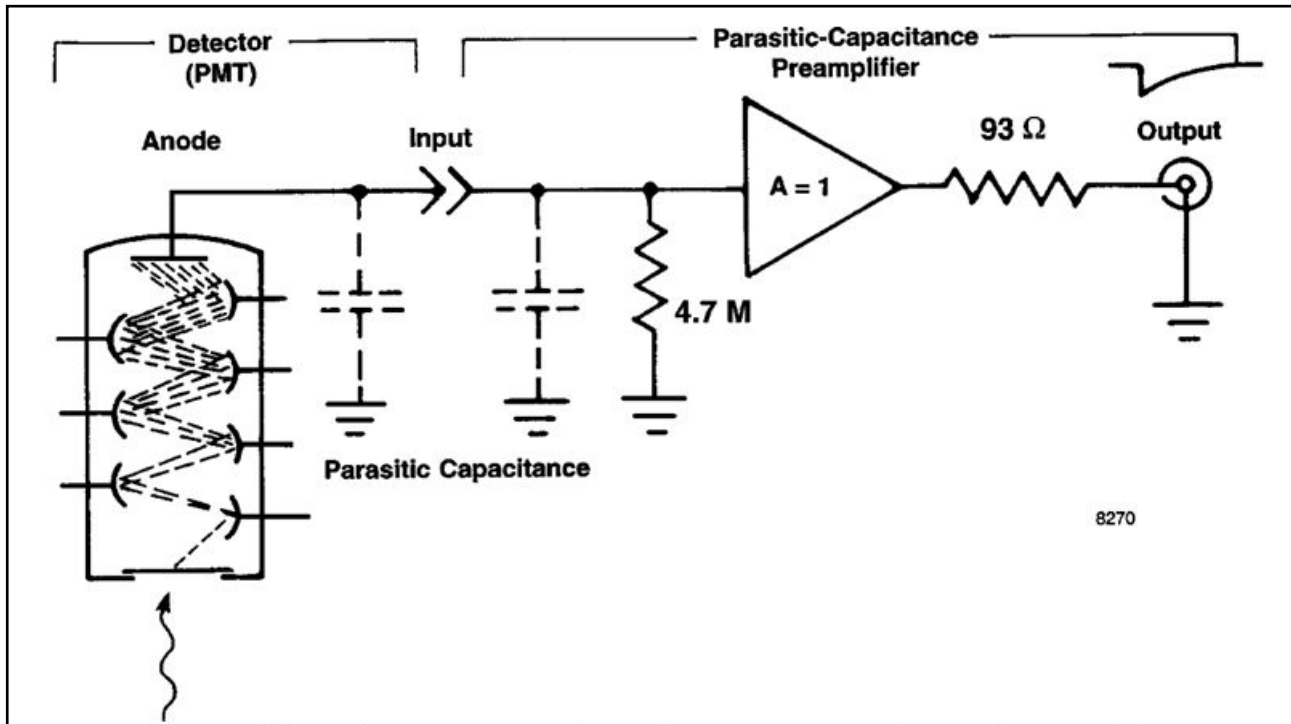 Detector
(PMT)
Parasitic-Capacitance
Preamplifier
Anode
Input
93 Ω
Output
A = 1
4.7 M
Parasitic Capacitance
8270